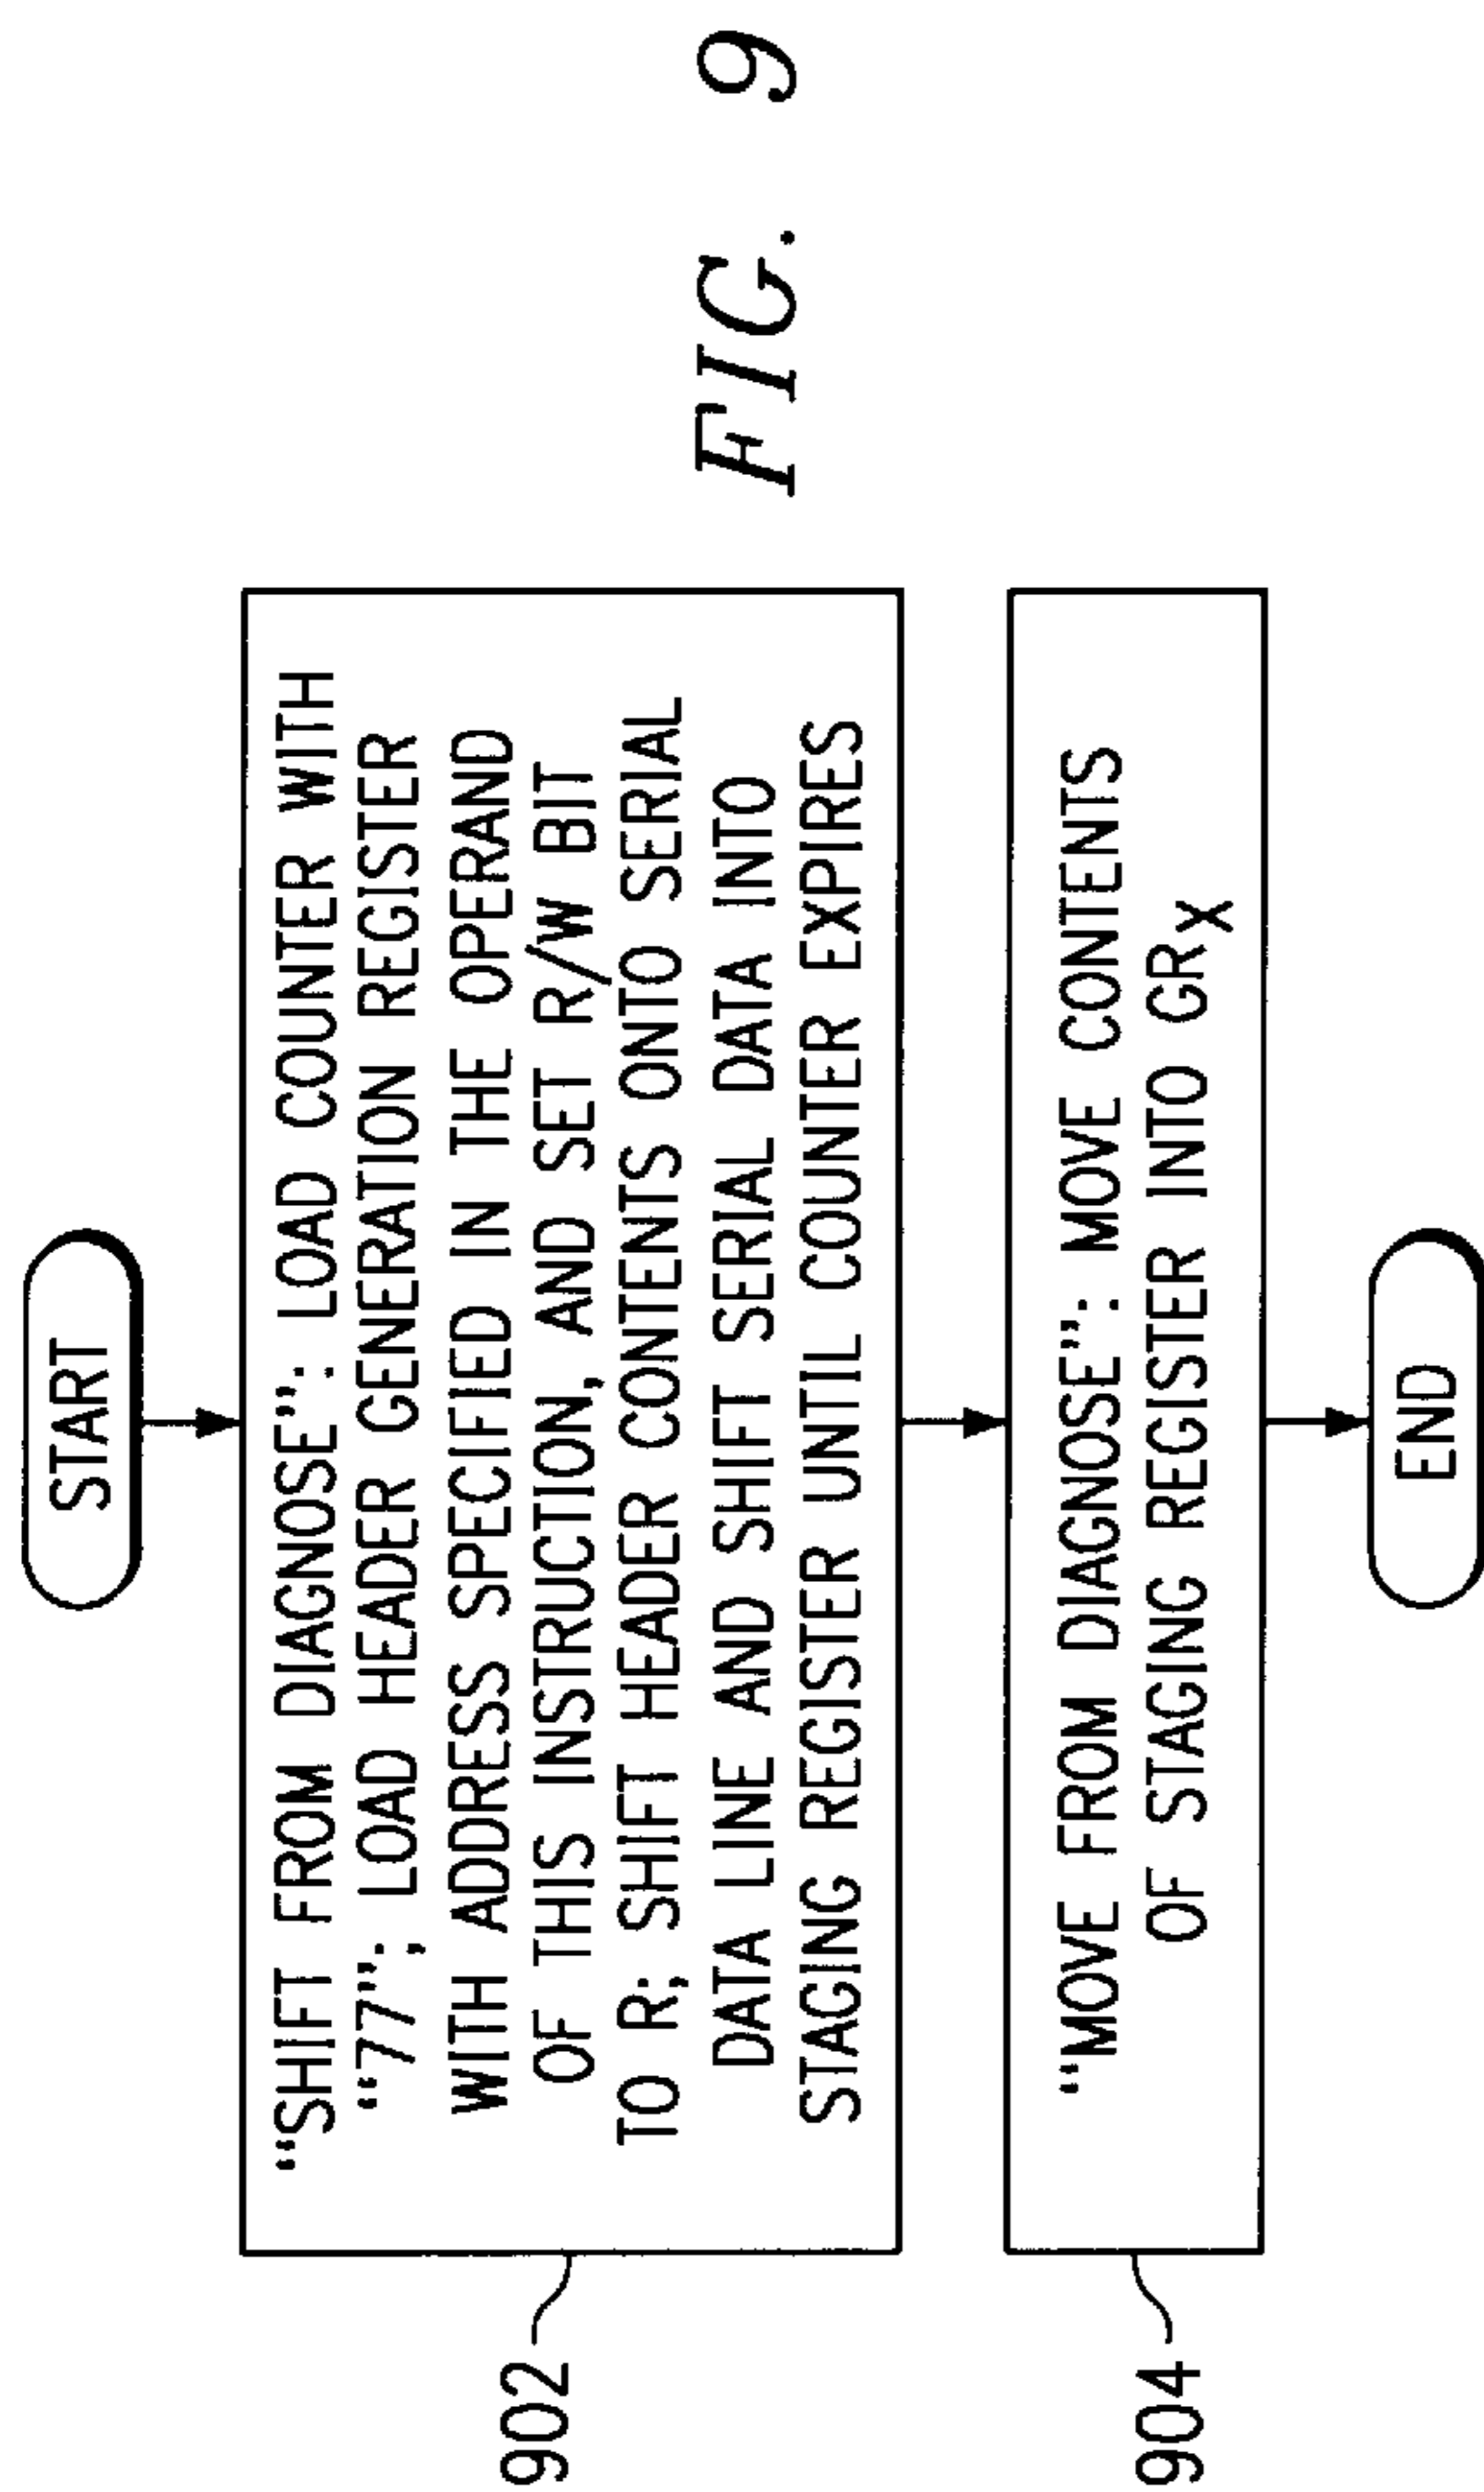 START
“SHIFT FROM DIAGNOSE”: LOAD COUNTER WITH
“77”; LOAD HEADER GENERATION REGISTER
WITH ADDRESS SPECIFIED IN THE OPERAND
OF THIS INSTRUCTION, AND SET R/W BIT
TO R; SHIFT HEADER CONTENTS ONTO SERIAL
DATA LINE AND SHIFT SERIAL DATA INTO
STAGING REGISTER UNTIL COUNTER EXPIRES
902
“MOVE FROM DIAGNOSE”: MOVE CONTENTS
OF STAGING REGISTER INTO GRX
904
END
FIG. 9